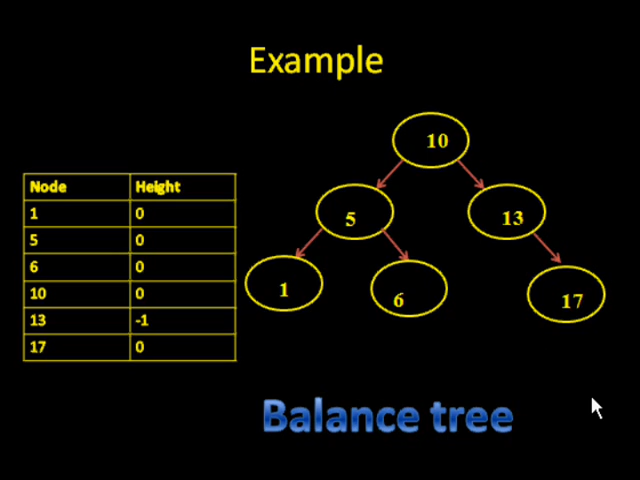 Example
Node Height
1 0
5 0
6 0
10 0
13 -1
17 0
10
5 13
1 6 17
Balance tree